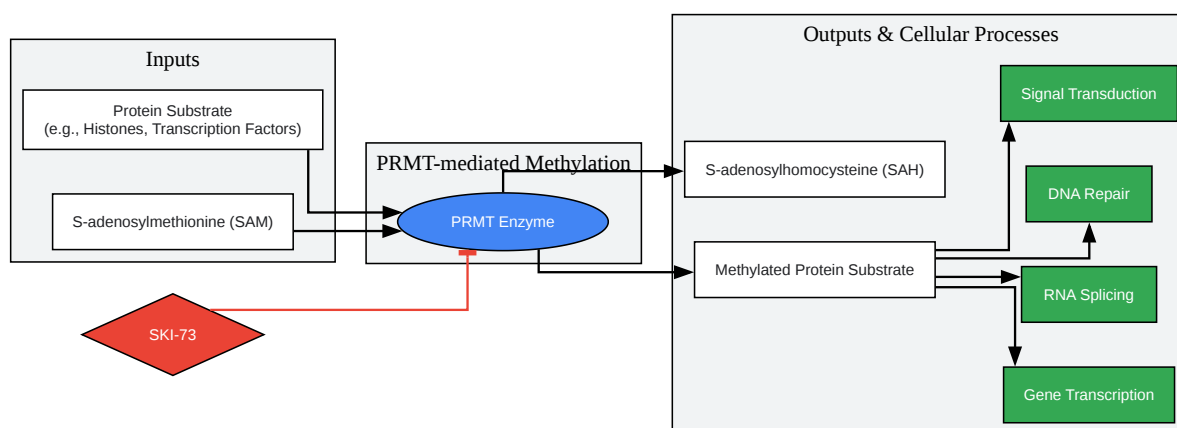 Inputs
Protein Substrate
(e.g., Histones, Transcription Factors)
S-adenosylmethionine (SAM)
SKI-73
PRMT-mediated Methylation
PRMT Enzyme
Outputs & Cellular Processes
S-adenosylhomocysteine (SAH)
Methylated Protein Substrate
Signal Transduction
DNA Repair
RNA Splicing
Gene Transcription